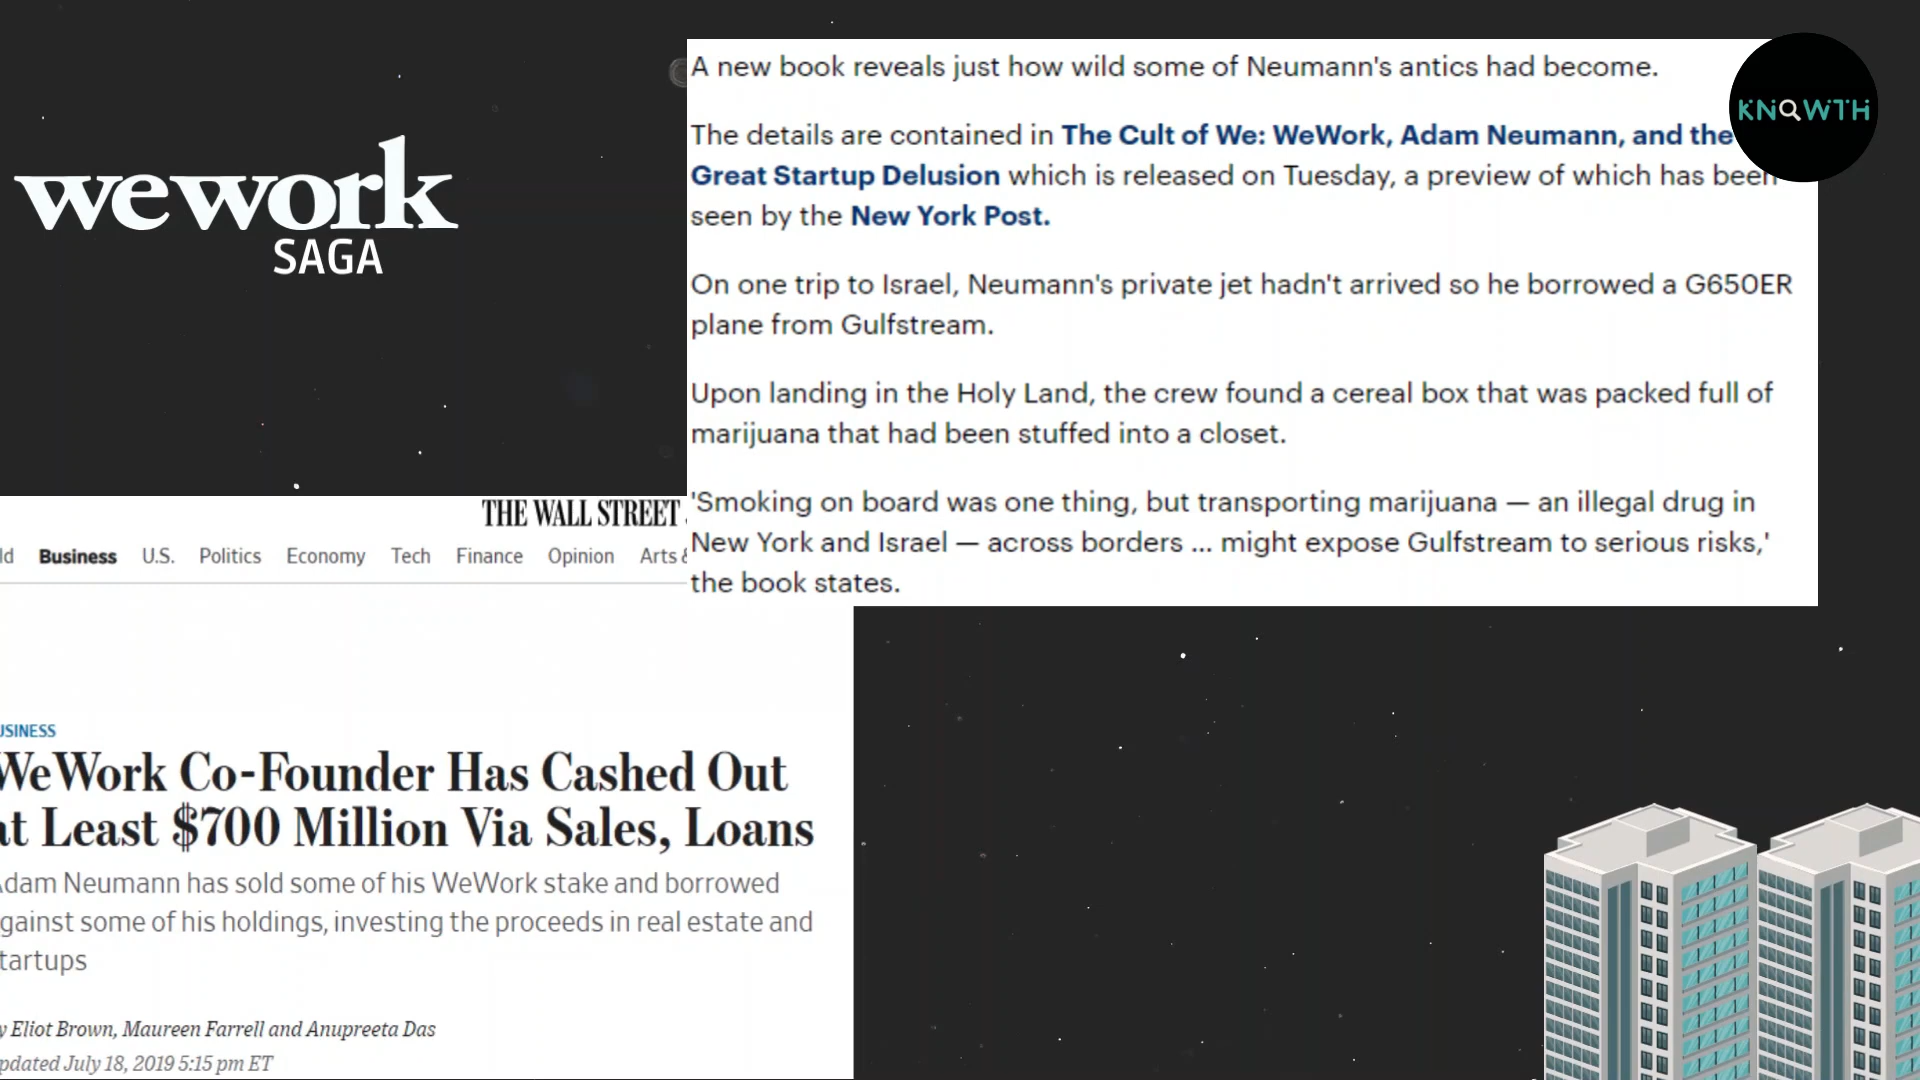 wework
SAGA
A new book reveals just how wild some of Neumann's antics had become.
The details are contained in The Cult of We: WeWork, Adam Neumann, and the
Great Startup Delusion which is released on Tuesday, a preview of which has been
seen by the New York Post.
On one trip to Israel, Neumann's private jet hadn't arrived so he borrowed a G650ER
plane from Gulfstream.
Upon landing in the Holy Land, the crew found a cereal box that was packed full of
marijuana that had been stuffed into a closet.
'Smoking on board was one thing, but transporting marijuana — an illegal drug in
New York and Israel — across borders ... might expose Gulfstream to serious risks,'
the book states.
KNOWTH
THE WALL STREET
ld Business U.S. Politics Economy Tech Finance Opinion Arts &
USINESS
WeWork Co-Founder Has Cashed Out
at Least $700 Million Via Sales, Loans
Adam Neumann has sold some of his WeWork stake and borrowed
gainst some of his holdings, investing the proceeds in real estate and
tartups
y Eliot Brown, Maureen Farrell and Anupreeta Das
pdated July 18, 2019 5:15 pm ET